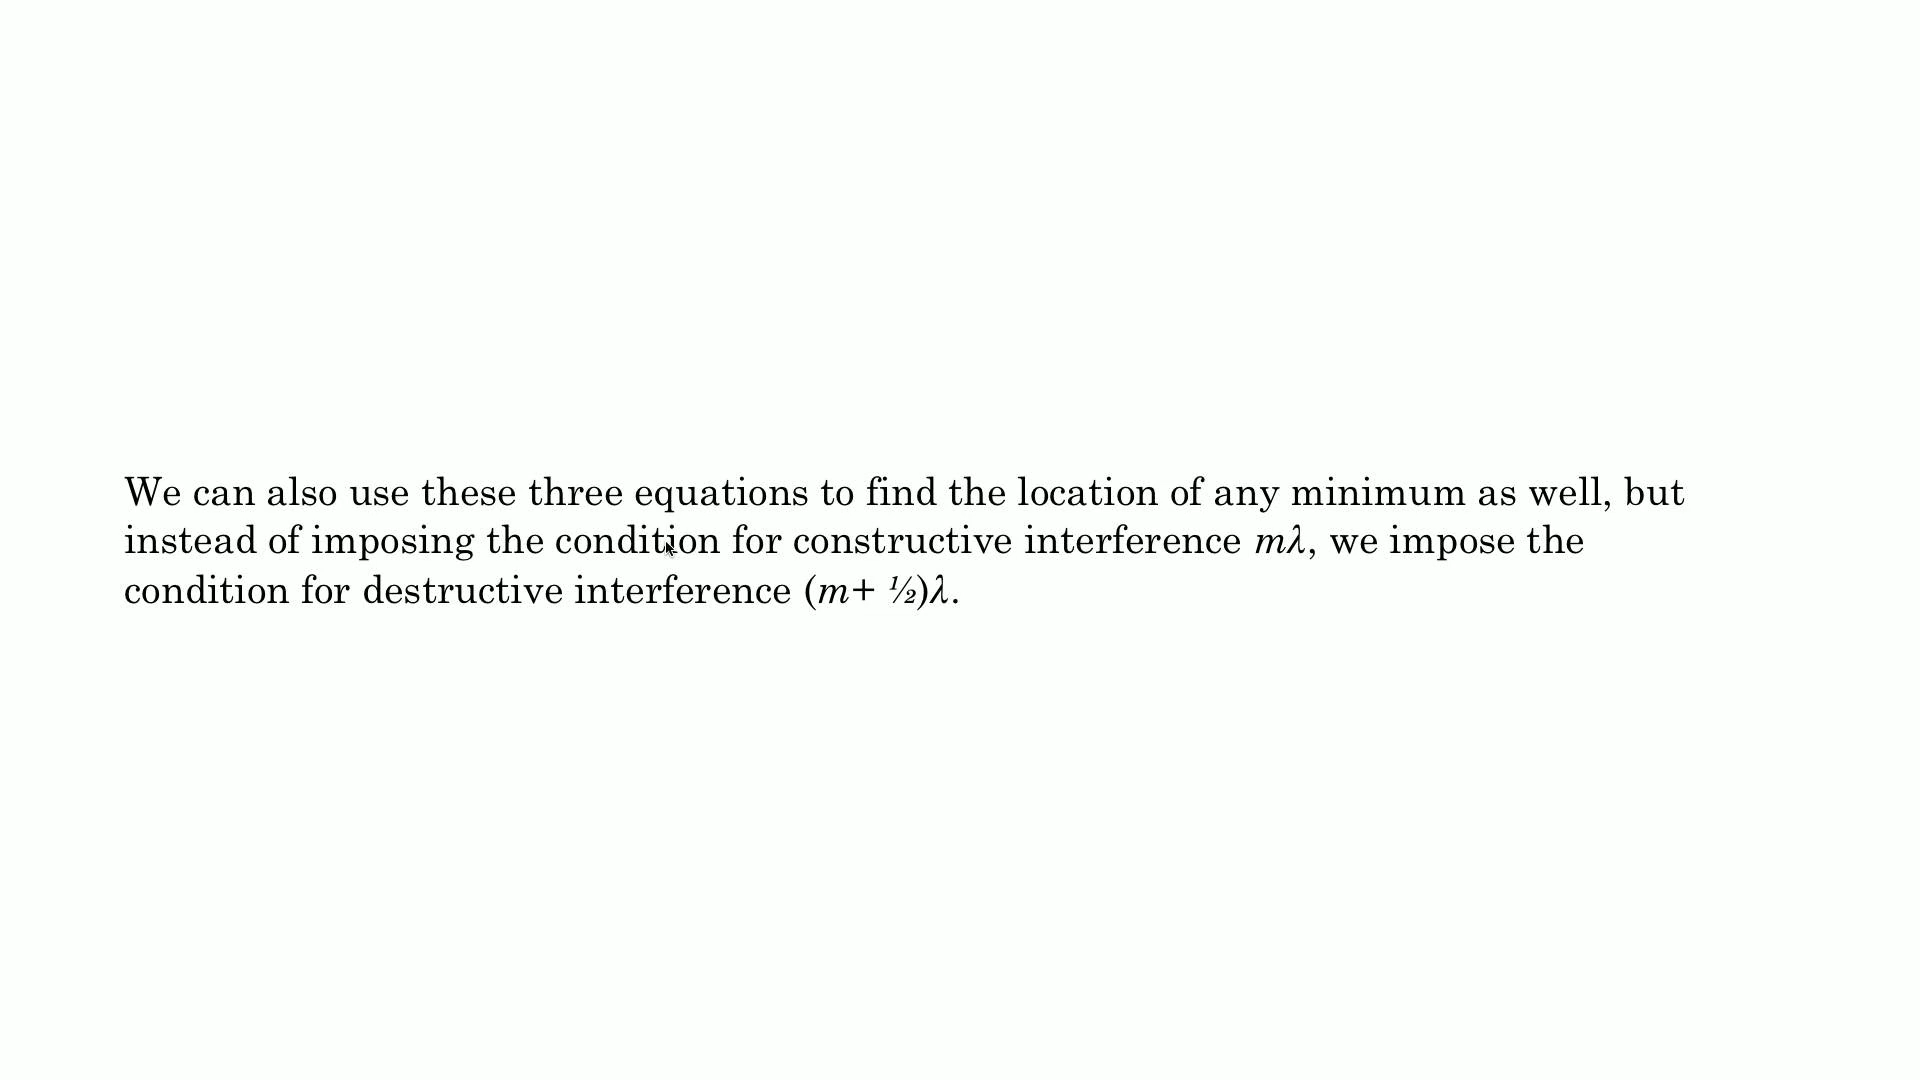 We can also use these three equations to find the location of any minimum as well, but
instead of imposing the condition for constructive interference mλ, we impose the
condition for destructive interference (m+ ½)λ.